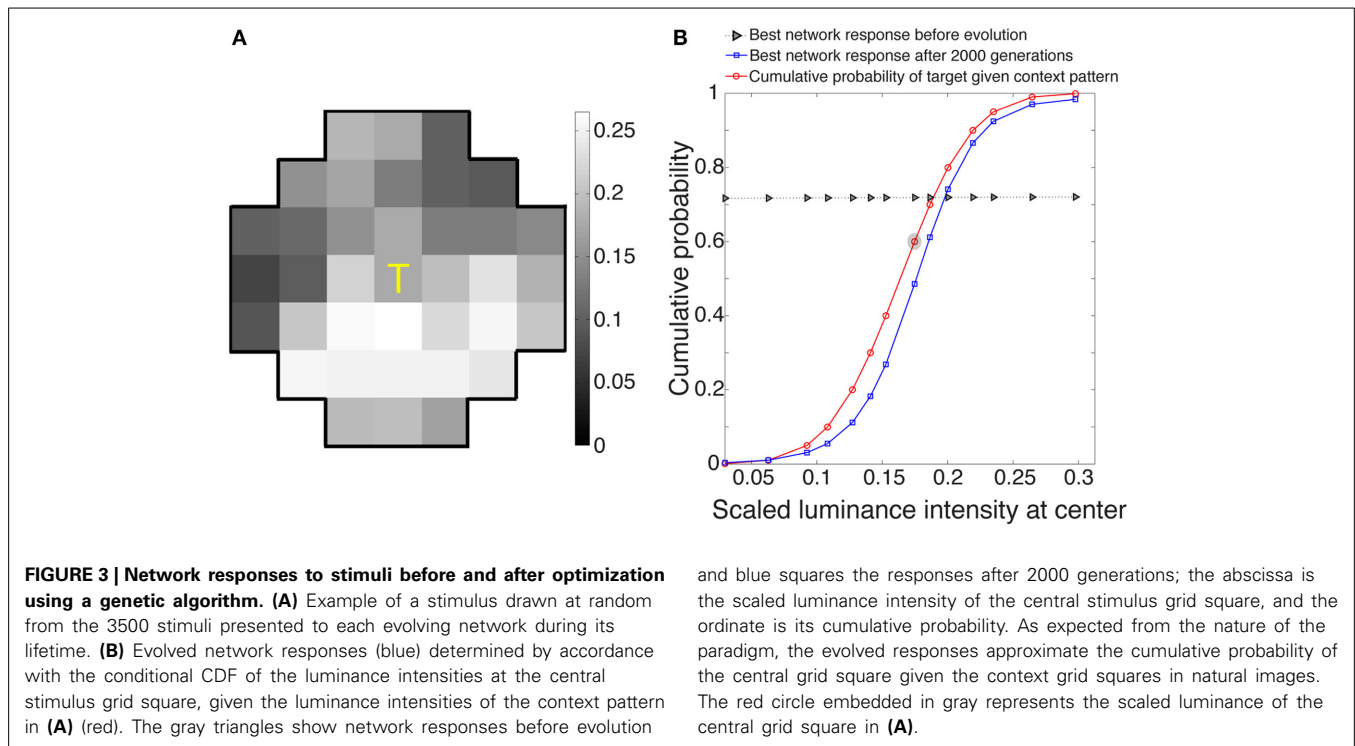 A
0.25
0.2
0.15
0.1
0.05
0
T
B
Best network response before evolution
Best network response after 2000 generations
Cumulative probability of target given context pattern
1
0.8
0.6
0.4
0.2
0
Cumulative probability
0.05 0.1 0.15 0.2 0.25 0.3
Scaled luminance intensity at center
FIGURE 3 | Network responses to stimuli before and after optimization
using a genetic algorithm. (A) Example of a stimulus drawn at random
from the 3500 stimuli presented to each evolving network during its
lifetime. (B) Evolved network responses (blue) determined by accordance
with the conditional CDF of the luminance intensities at the central
stimulus grid square, given the luminance intensities of the context pattern
in (A) (red). The gray triangles show network responses before evolution
and blue squares the responses after 2000 generations; the abscissa is
the scaled luminance intensity of the central stimulus grid square, and the
ordinate is its cumulative probability. As expected from the nature of the
paradigm, the evolved responses approximate the cumulative probability of
the central grid square given the context grid squares in natural images.
The red circle embedded in gray represents the scaled luminance of the
central grid square in (A).